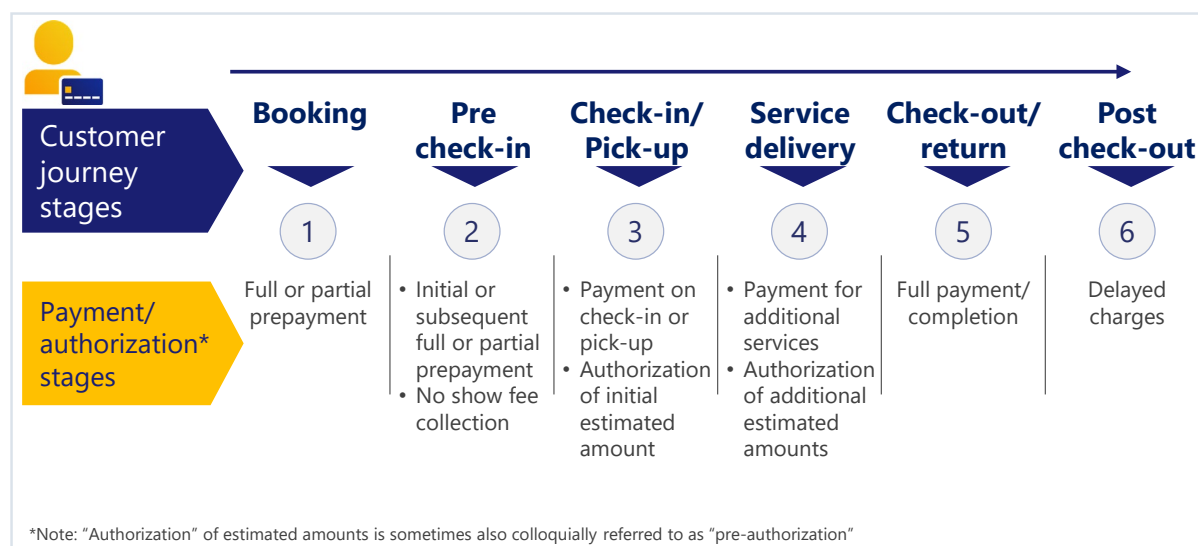 Customer
journey
stages
Booking
Pre
check-in
Check-in/
Pick-up
Service
delivery
Check-out/
return
Post
check-out
1
2
3
4
5
6
Payment/
authorization*
stages
Full or partial
prepayment
• Initial or
subsequent
full or partial
prepayment
• No show fee
collection
• Payment on
check-in or
pick-up
• Authorization
of initial
estimated
amount
• Payment for
additional
services
• Authorization
of additional
estimated
amounts
Full payment/
completion
Delayed
charges
*Note: “Authorization” of estimated amounts is sometimes also colloquially referred to as “pre-authorization”